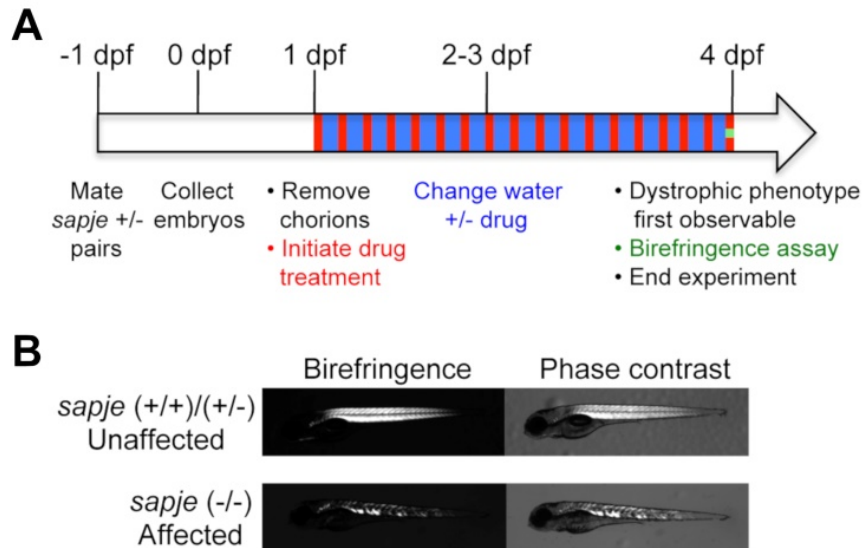 A
-1 dpf 0 dpf 1 dpf 2-3 dpf 4 dpf
Mate
sapje +/-
pairs
Collect
embryos
• Remove
chorions
• Initiate drug
treatment
Change water
+/- drug
• Dystrophic phenotype
first observable
• Birefringence assay
• End experiment
B
Birefringence Phase contrast
sapje (+/+)/(+/-)
Unaffected
sapje (-/-)
Affected